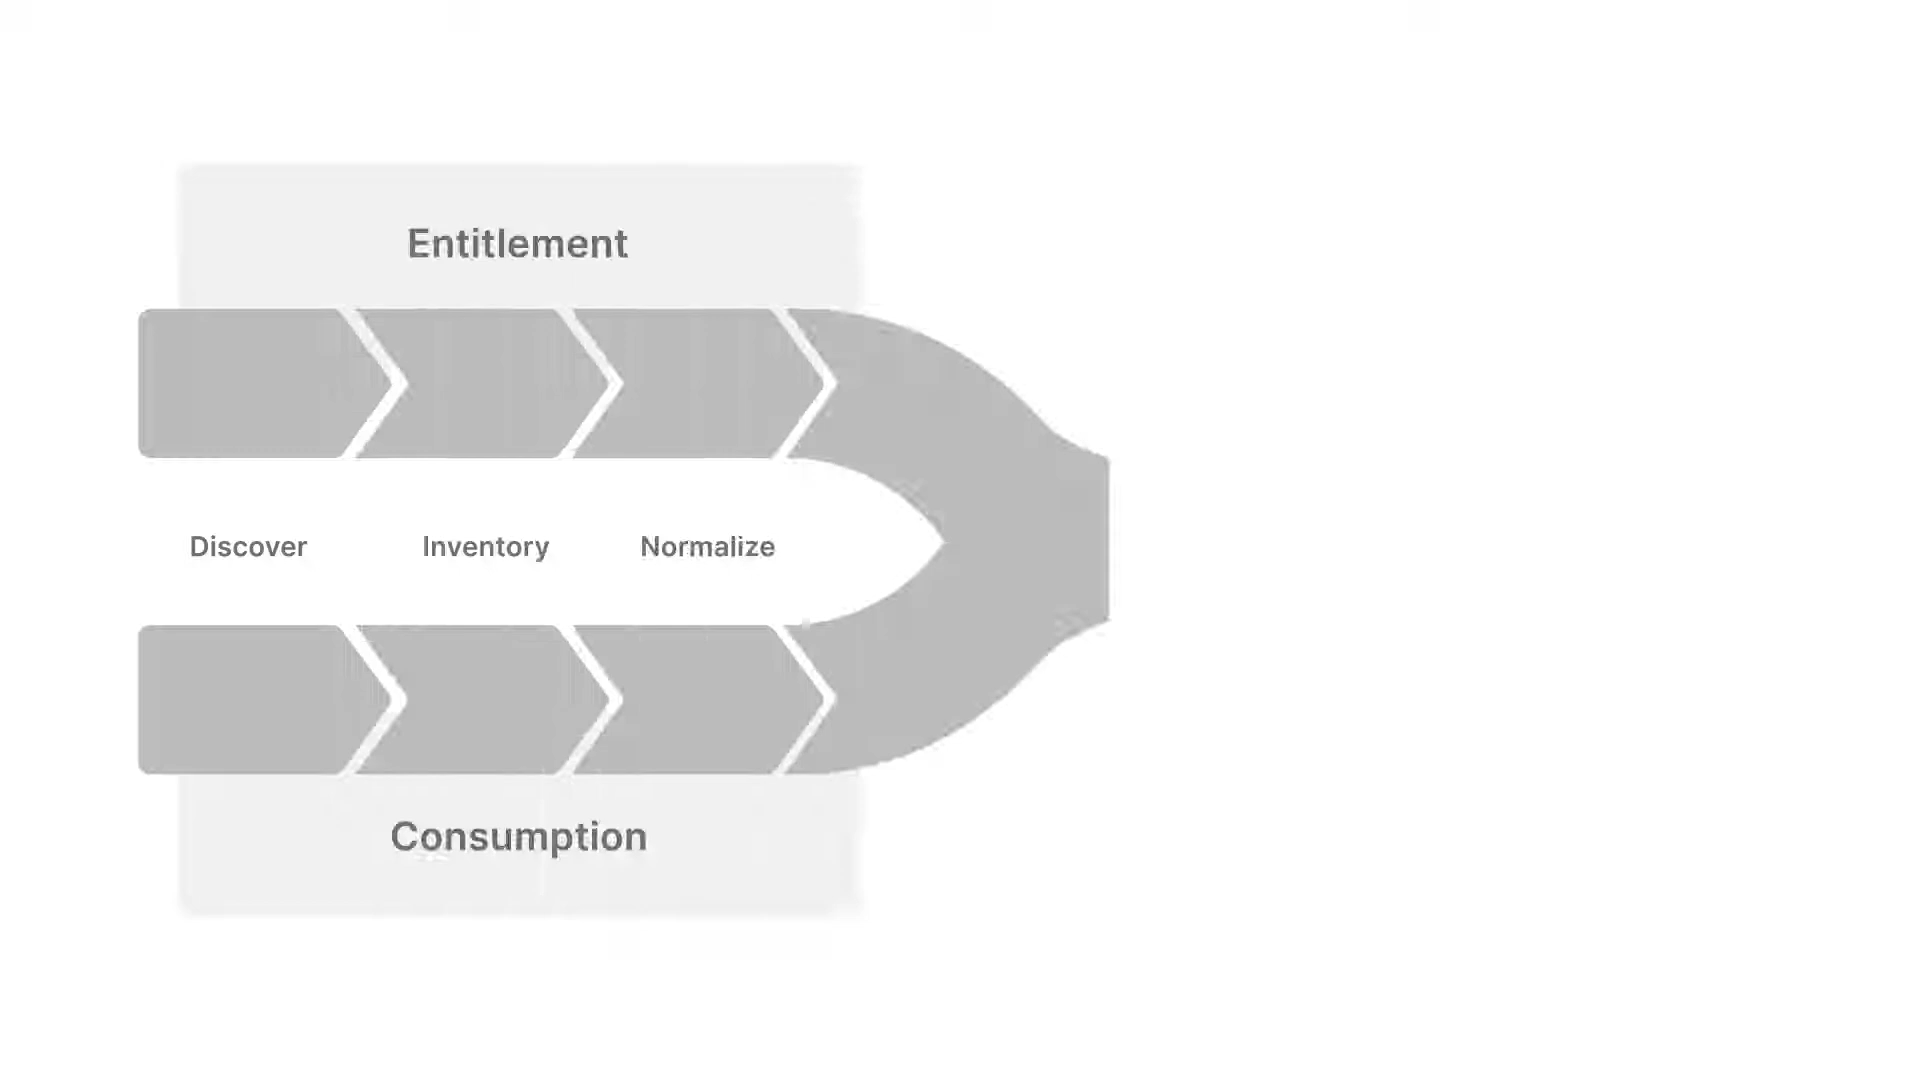 Entitlement
Discover
Inventory
Normalize
Consumption